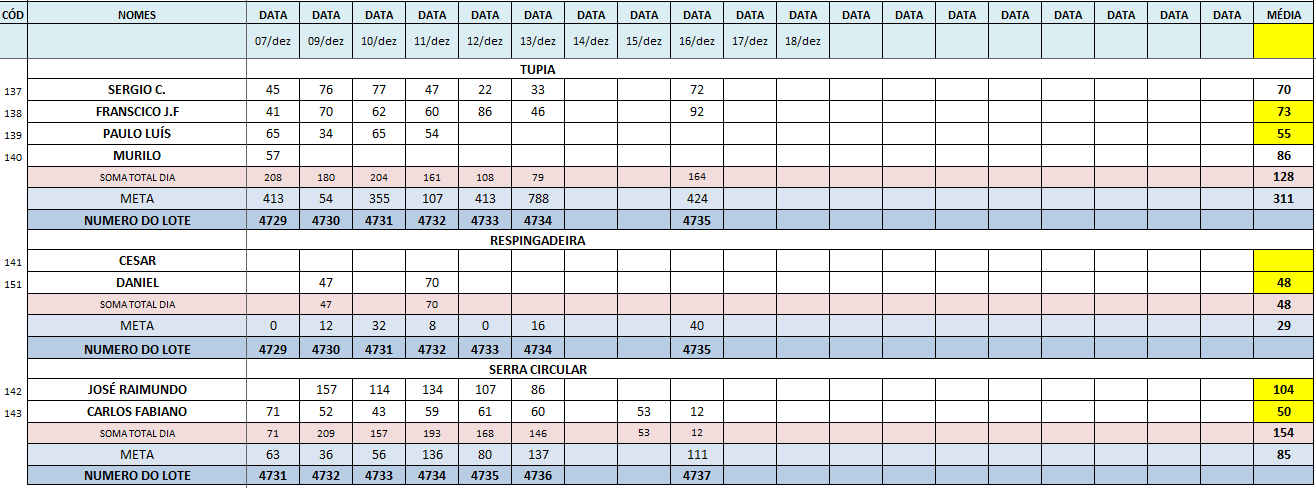 CÓD NOMES DATA DATA DATA DATA DATA DATA DATA DATA DATA DATA DATA DATA DATA DATA DATA DATA DATA DATA DATA MÉDIA
07/dez 09/dez 10/dez 11/dez 12/dez 13/dez 14/dez 15/dez 16/dez 17/dez 18/dez
TUPIA
137 SERGIO C. 45 76 77 47 22 33 72 70
138 FRANSCICO J.F 41 70 62 60 86 46 92 73
139 PAULO LUÍS 65 34 65 54 55
140 MURILO 57 86
SOMA TOTAL DIA 208 180 204 161 108 79 164 128
META 413 54 355 107 413 788 424 311
NUMERO DO LOTE 4729 4730 4731 4732 4733 4734 4735
RESPINGADEIRA
141 CESAR
151 DANIEL 47 70 48
SOMA TOTAL DIA 47 70 48
META 0 12 32 8 0 16 40 29
NUMERO DO LOTE 4729 4730 4731 4732 4733 4734 4735
SERRA CIRCULAR
142 JOSÉ RAIMUNDO 157 114 134 107 86 104
143 CARLOS FABIANO 71 52 43 59 61 60 53 12 50
SOMA TOTAL DIA 71 209 157 193 168 146 53 12 154
META 63 36 56 136 80 137 111 85
NUMERO DO LOTE 4731 4732 4733 4734 4735 4736 4737